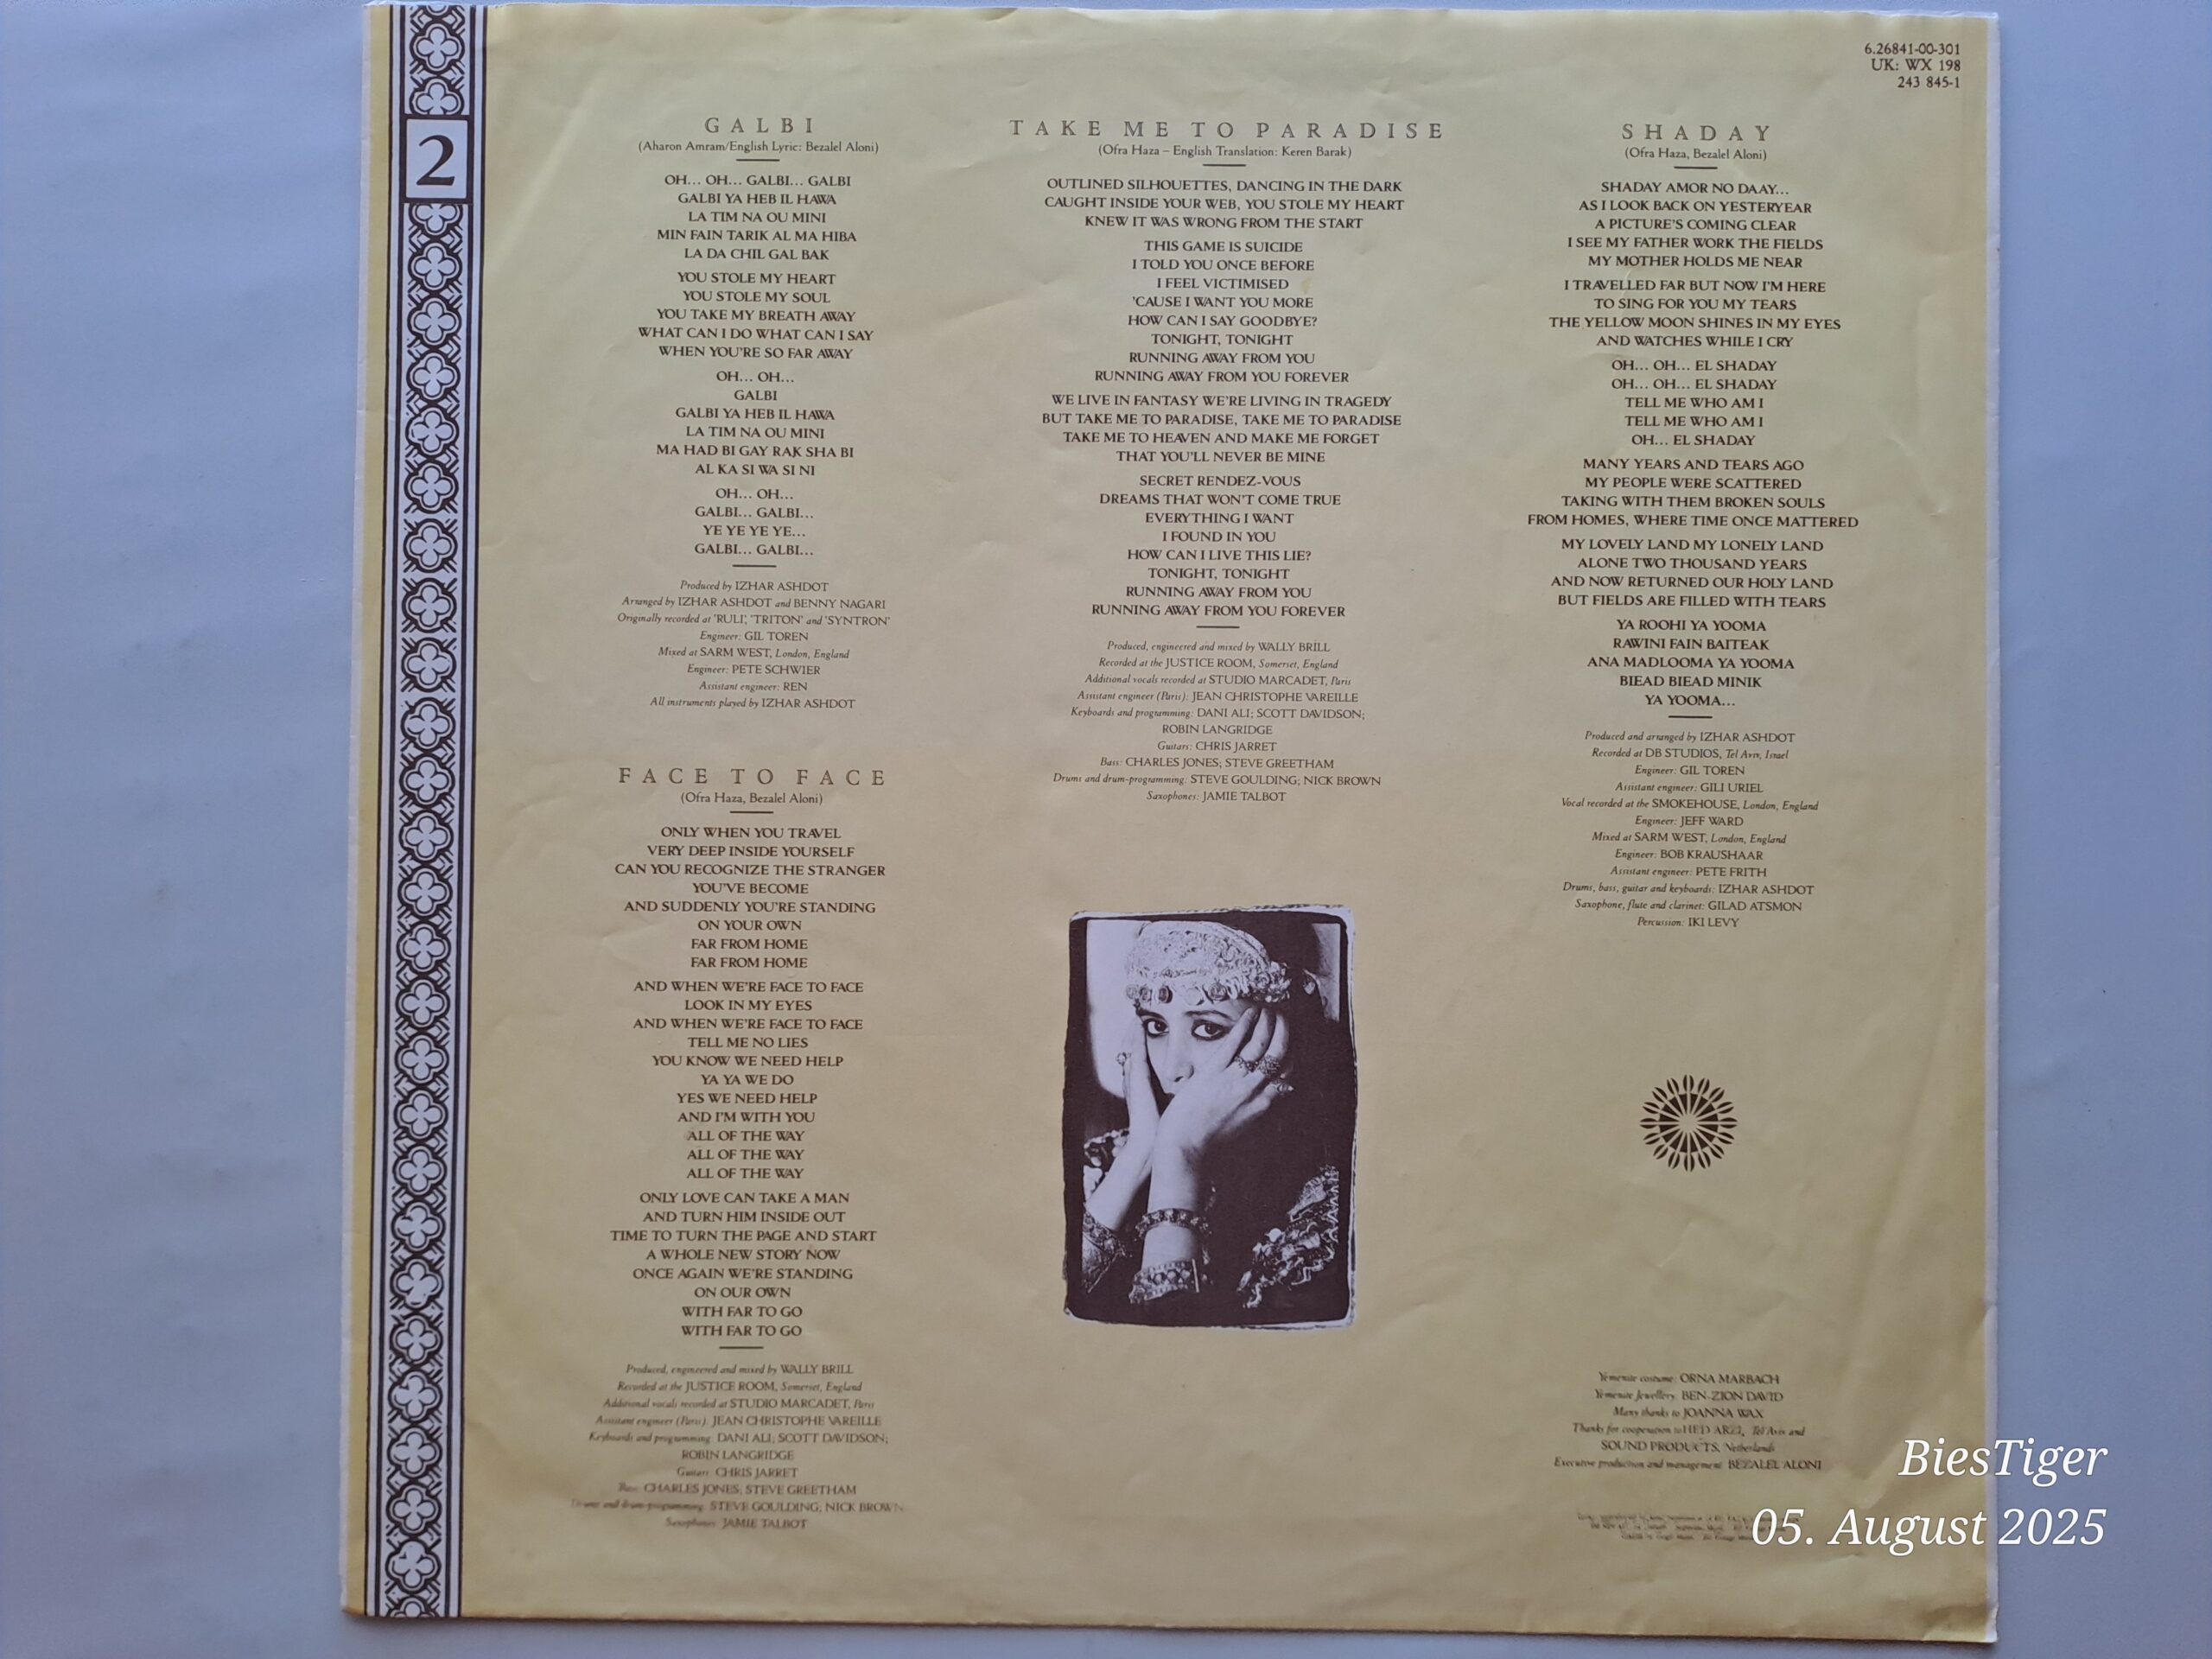 6.26841-00-301
UK: WX 198
243 845-1
2
GALBI
(Aharon Amram/English Lyric: Bezalel Aloni)
OH... OH... GALBI... GALBI
GALBI YA HEB IL HAWA
LA TIM NA OU MINI
MIN FAIN TARIK AL MA HIBA
LA DA CHIL GAL BAK
YOU STOLE MY HEART
YOU STOLE MY SOUL
YOU TAKE MY BREATH AWAY
WHAT CAN I DO WHAT CAN I SAY
WHEN YOU'RE SO FAR AWAY
OH... OH...
GALBI
GALBI YA HEB IL HAWA
LA TIM NA OU MINI
MA HAD BI GAY RAK SHA BI
AL KA SI WA SI NI
OH... OH...
GALBI... GALBI...
YE YE YE YE...
GALBI... GALBI...
Produced by IZHAR ASHDOT
Arranged by IZHAR ASHDOT and BENNY NAGARI
Originally recorded at 'RULI', 'TRITON' and 'SYNTRON'
Engineer: GIL TOREN
Mixed at SARM WEST, London, England
Engineer: PETE SCHWIER
Assistant engineer: REN
All instruments played by IZHAR ASHDOT
FACE TO FACE
(Ofra Haza, Bezalel Aloni)
ONLY WHEN YOU TRAVEL
VERY DEEP INSIDE YOURSELF
CAN YOU RECOGNIZE THE STRANGER
YOU'VE BECOME
AND SUDDENLY YOU'RE STANDING
ON YOUR OWN
FAR FROM HOME
FAR FROM HOME
AND WHEN WE'RE FACE TO FACE
LOOK IN MY EYES
AND WHEN WE'RE FACE TO FACE
TELL ME NO LIES
YOU KNOW WE NEED HELP
YA YA WE DO
YES WE NEED HELP
AND I'M WITH YOU
ALL OF THE WAY
ALL OF THE WAY
ALL OF THE WAY
ONLY LOVE CAN TAKE A MAN
AND TURN HIM INSIDE OUT
TIME TO TURN THE PAGE AND START
A WHOLE NEW STORY NOW
ONCE AGAIN WE'RE STANDING
ON OUR OWN
WITH FAR TO GO
WITH FAR TO GO
Produced, engineered and mixed by WALLY BRILL
Recorded at the JUSTICE ROOM, Somerset, England
Additional vocals recorded at STUDIO MARCADET, Paris
Assistant engineer (Paris): JEAN CHRISTOPHE VAREILLE
Keyboards and programming: DANI ALI; SCOTT DAVIDSON;
ROBIN LANGRIDGE
Guitars: CHRIS JARRET
Bass: CHARLES JONES; STEVE GREETHAM
Drums and drum-programming: STEVE GOULDING; NICK BROWN
Saxophones: JAMIE TALBOT
TAKE ME TO PARADISE
(Ofra Haza – English Translation: Keren Barak)
OUTLINED SILHOUETTES, DANCING IN THE DARK
CAUGHT INSIDE YOUR WEB, YOU STOLE MY HEART
KNEW IT WAS WRONG FROM THE START
THIS GAME IS SUICIDE
I TOLD YOU ONCE BEFORE
I FEEL VICTIMISED
'CAUSE I WANT YOU MORE
HOW CAN I SAY GOODBYE?
TONIGHT, TONIGHT
RUNNING AWAY FROM YOU
RUNNING AWAY FROM YOU FOREVER
WE LIVE IN FANTASY WE'RE LIVING IN TRAGEDY
BUT TAKE ME TO PARADISE, TAKE ME TO PARADISE
TAKE ME TO HEAVEN AND MAKE ME FORGET
THAT YOU'LL NEVER BE MINE
SECRET RENDEZ-VOUS
DREAMS THAT WON'T COME TRUE
EVERYTHING I WANT
I FOUND IN YOU
HOW CAN I LIVE THIS LIE?
TONIGHT, TONIGHT
RUNNING AWAY FROM YOU
RUNNING AWAY FROM YOU FOREVER
Produced, engineered and mixed by WALLY BRILL
Recorded at the JUSTICE ROOM, Somerset, England
Additional vocals recorded at STUDIO MARCADET, Paris
Assistant engineer (Paris): JEAN CHRISTOPHE VAREILLE
Keyboards and programming: DANI ALI; SCOTT DAVIDSON;
ROBIN LANGRIDGE
Guitars: CHRIS JARRET
Bass: CHARLES JONES; STEVE GREETHAM
Drums and drum-programming: STEVE GOULDING; NICK BROWN
Saxophones: JAMIE TALBOT
SHADAY
(Ofra Haza, Bezalel Aloni)
SHADAY AMOR NO DAAY...
AS I LOOK BACK ON YESTERYEAR
A PICTURE'S COMING CLEAR
I SEE MY FATHER WORK THE FIELDS
MY MOTHER HOLDS ME NEAR
I TRAVELLED FAR BUT NOW I'M HERE
TO SING FOR YOU MY TEARS
THE YELLOW MOON SHINES IN MY EYES
AND WATCHES WHILE I CRY
OH... OH... EL SHADAY
OH... OH... EL SHADAY
TELL ME WHO AM I
TELL ME WHO AM I
OH... EL SHADAY
MANY YEARS AND TEARS AGO
MY PEOPLE WERE SCATTERED
TAKING WITH THEM BROKEN SOULS
FROM HOMES, WHERE TIME ONCE MATTERED
MY LOVELY LAND MY LONELY LAND
ALONE TWO THOUSAND YEARS
AND NOW RETURNED OUR HOLY LAND
BUT FIELDS ARE FILLED WITH TEARS
YA ROOHI YA YOOMA
RAWINI FAIN BAITEAK
ANA MADLOOMA YA YOOMA
BIEAD BIEAD MINIK
YA YOOMA...
Produced and arranged by IZHAR ASHDOT
Recorded at DB STUDIOS, Tel Aviv, Israel
Engineer: GIL TOREN
Assistant engineer: GILI URIEL
Vocal recorded at the SMOKEHOUSE, London, England
Engineer: JEFF WARD
Mixed at SARM WEST, London, England
Engineer: BOB KRAUSHAAR
Assistant engineer: PETE FRITH
Drums, bass, guitar and keyboards: IZHAR ASHDOT
Saxophone, flute and clarinet: GILAD ATSMON
Percussion: IKI LEVY
Yemenite costume: ORNA MARBACH
Yemenite Jewellery: BEN-ZION DAVID
Many thanks to JOANNA WAX
Thanks for cooperation to HED ARZI, Tel Aviv and
SOUND PRODUCTS, Netherlands
Executive production and management: BEZALEL ALONI
BiesTiger
05. August 2025